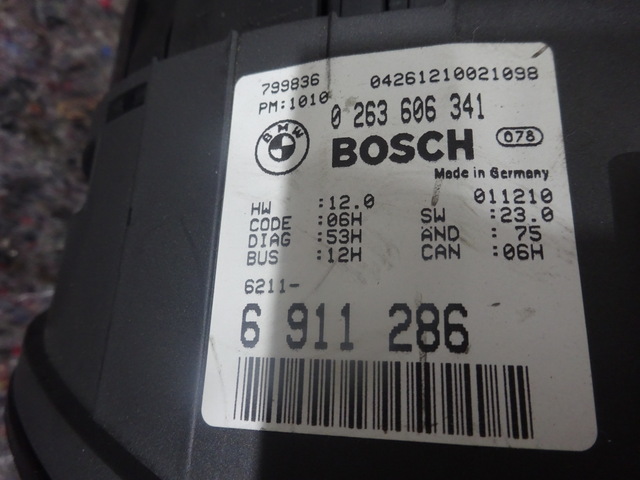 799836 04261210021098
PM:1010 0 263 606 341
BMW BOSCH 078
Made in Germany
011210
HW :12.0 SW :23.0
CODE :06H AND : 75
DIAG :53H CAN :06H
BUS :12H
6211-
6 911 286